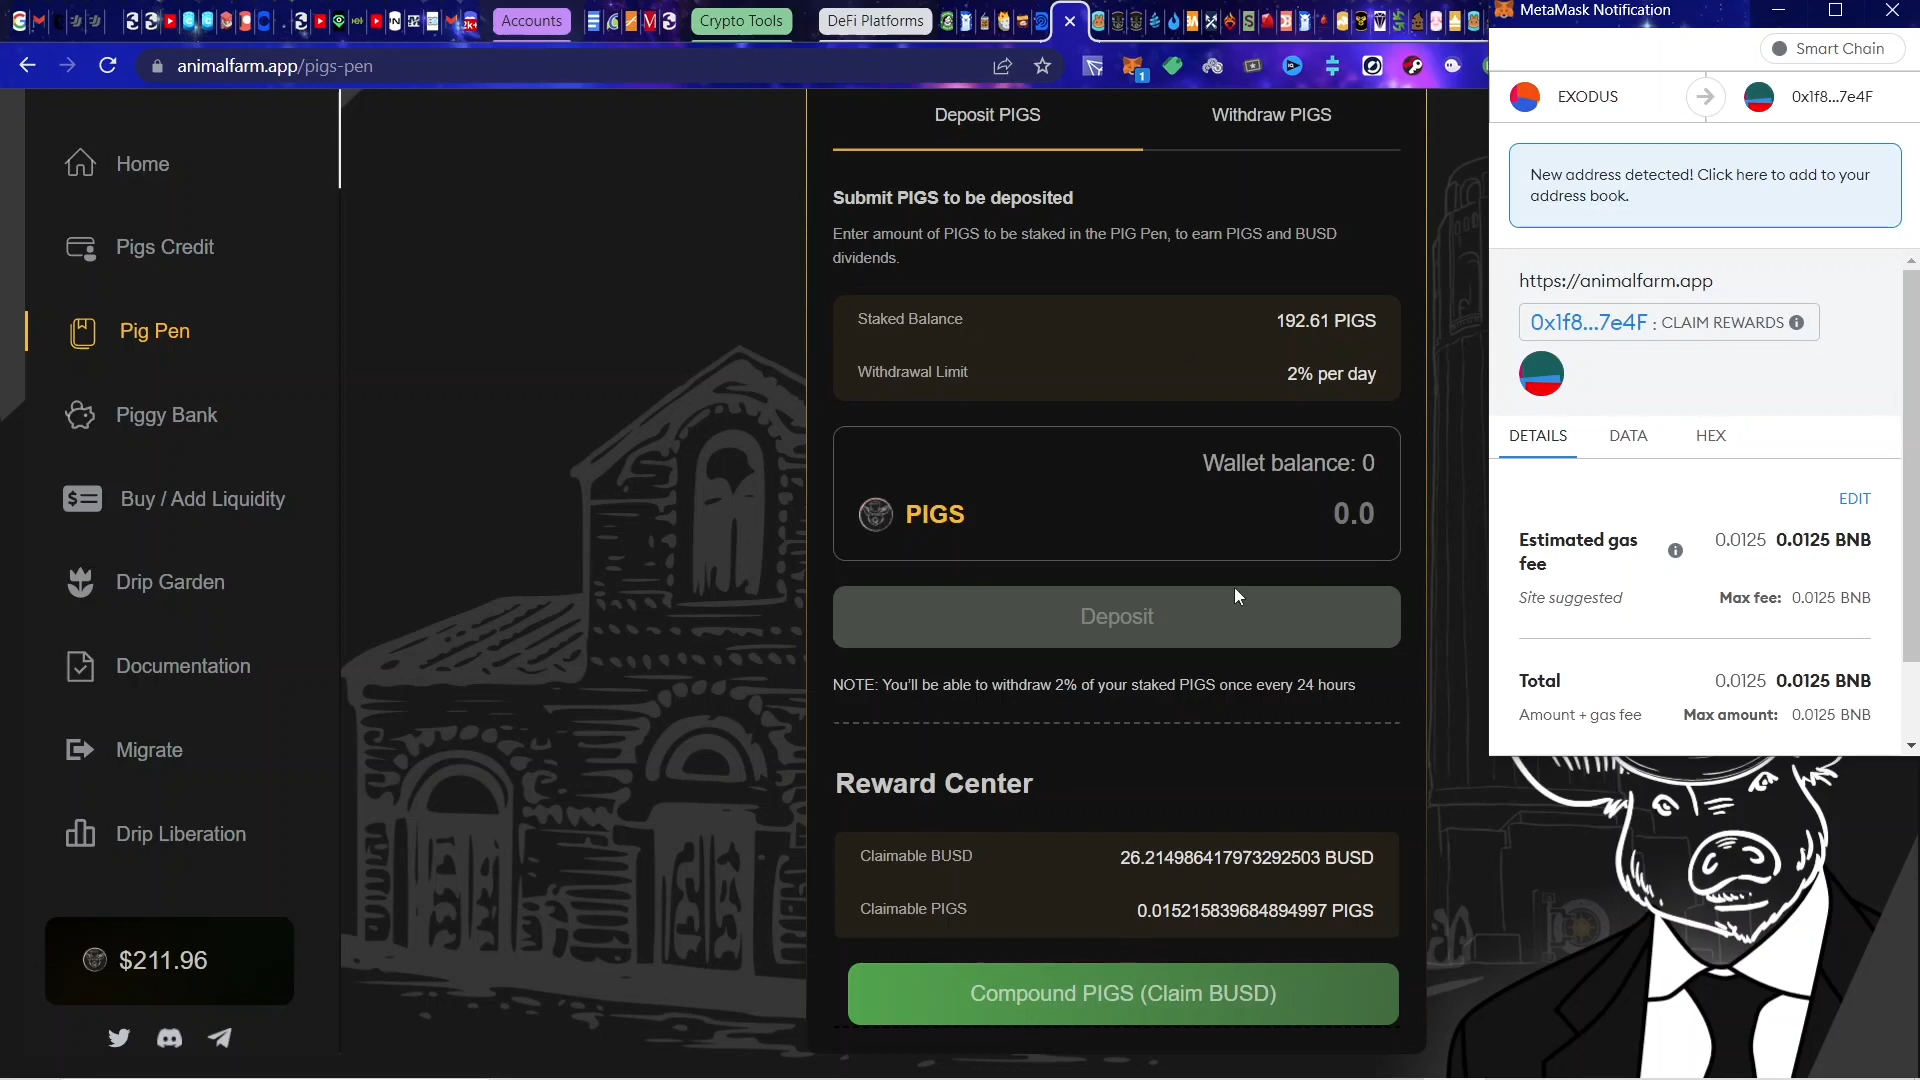 Accounts
Crypto Tools
DeFi Platforms
MetaMask Notification
animalfarm.app/pigs-pen
1
Smart Chain
EXODUS
0x1f8...7e4F
New address detected! Click here to add to your
address book.
https://animalfarm.app
0x1f8...7e4F : CLAIM REWARDS
DETAILS
DATA
HEX
EDIT
Estimated gas
fee
0.0125 0.0125 BNB
Site suggested
Max fee: 0.0125 BNB
Total
0.0125 0.0125 BNB
Amount + gas fee
Max amount: 0.0125 BNB
Home
Pigs Credit
Pig Pen
Piggy Bank
Buy / Add Liquidity
Drip Garden
Documentation
Migrate
Drip Liberation
$211.96
Deposit PIGS
Withdraw PIGS
Submit PIGS to be deposited
Enter amount of PIGS to be staked in the PIG Pen, to earn PIGS and BUSD
dividends.
Staked Balance
192.61 PIGS
Withdrawal Limit
2% per day
Wallet balance: 0
PIGS
0.0
Deposit
NOTE: You'll be able to withdraw 2% of your staked PIGS once every 24 hours
Reward Center
Claimable BUSD
26.214986417973292503 BUSD
Claimable PIGS
0.015215839684894997 PIGS
Compound PIGS (Claim BUSD)